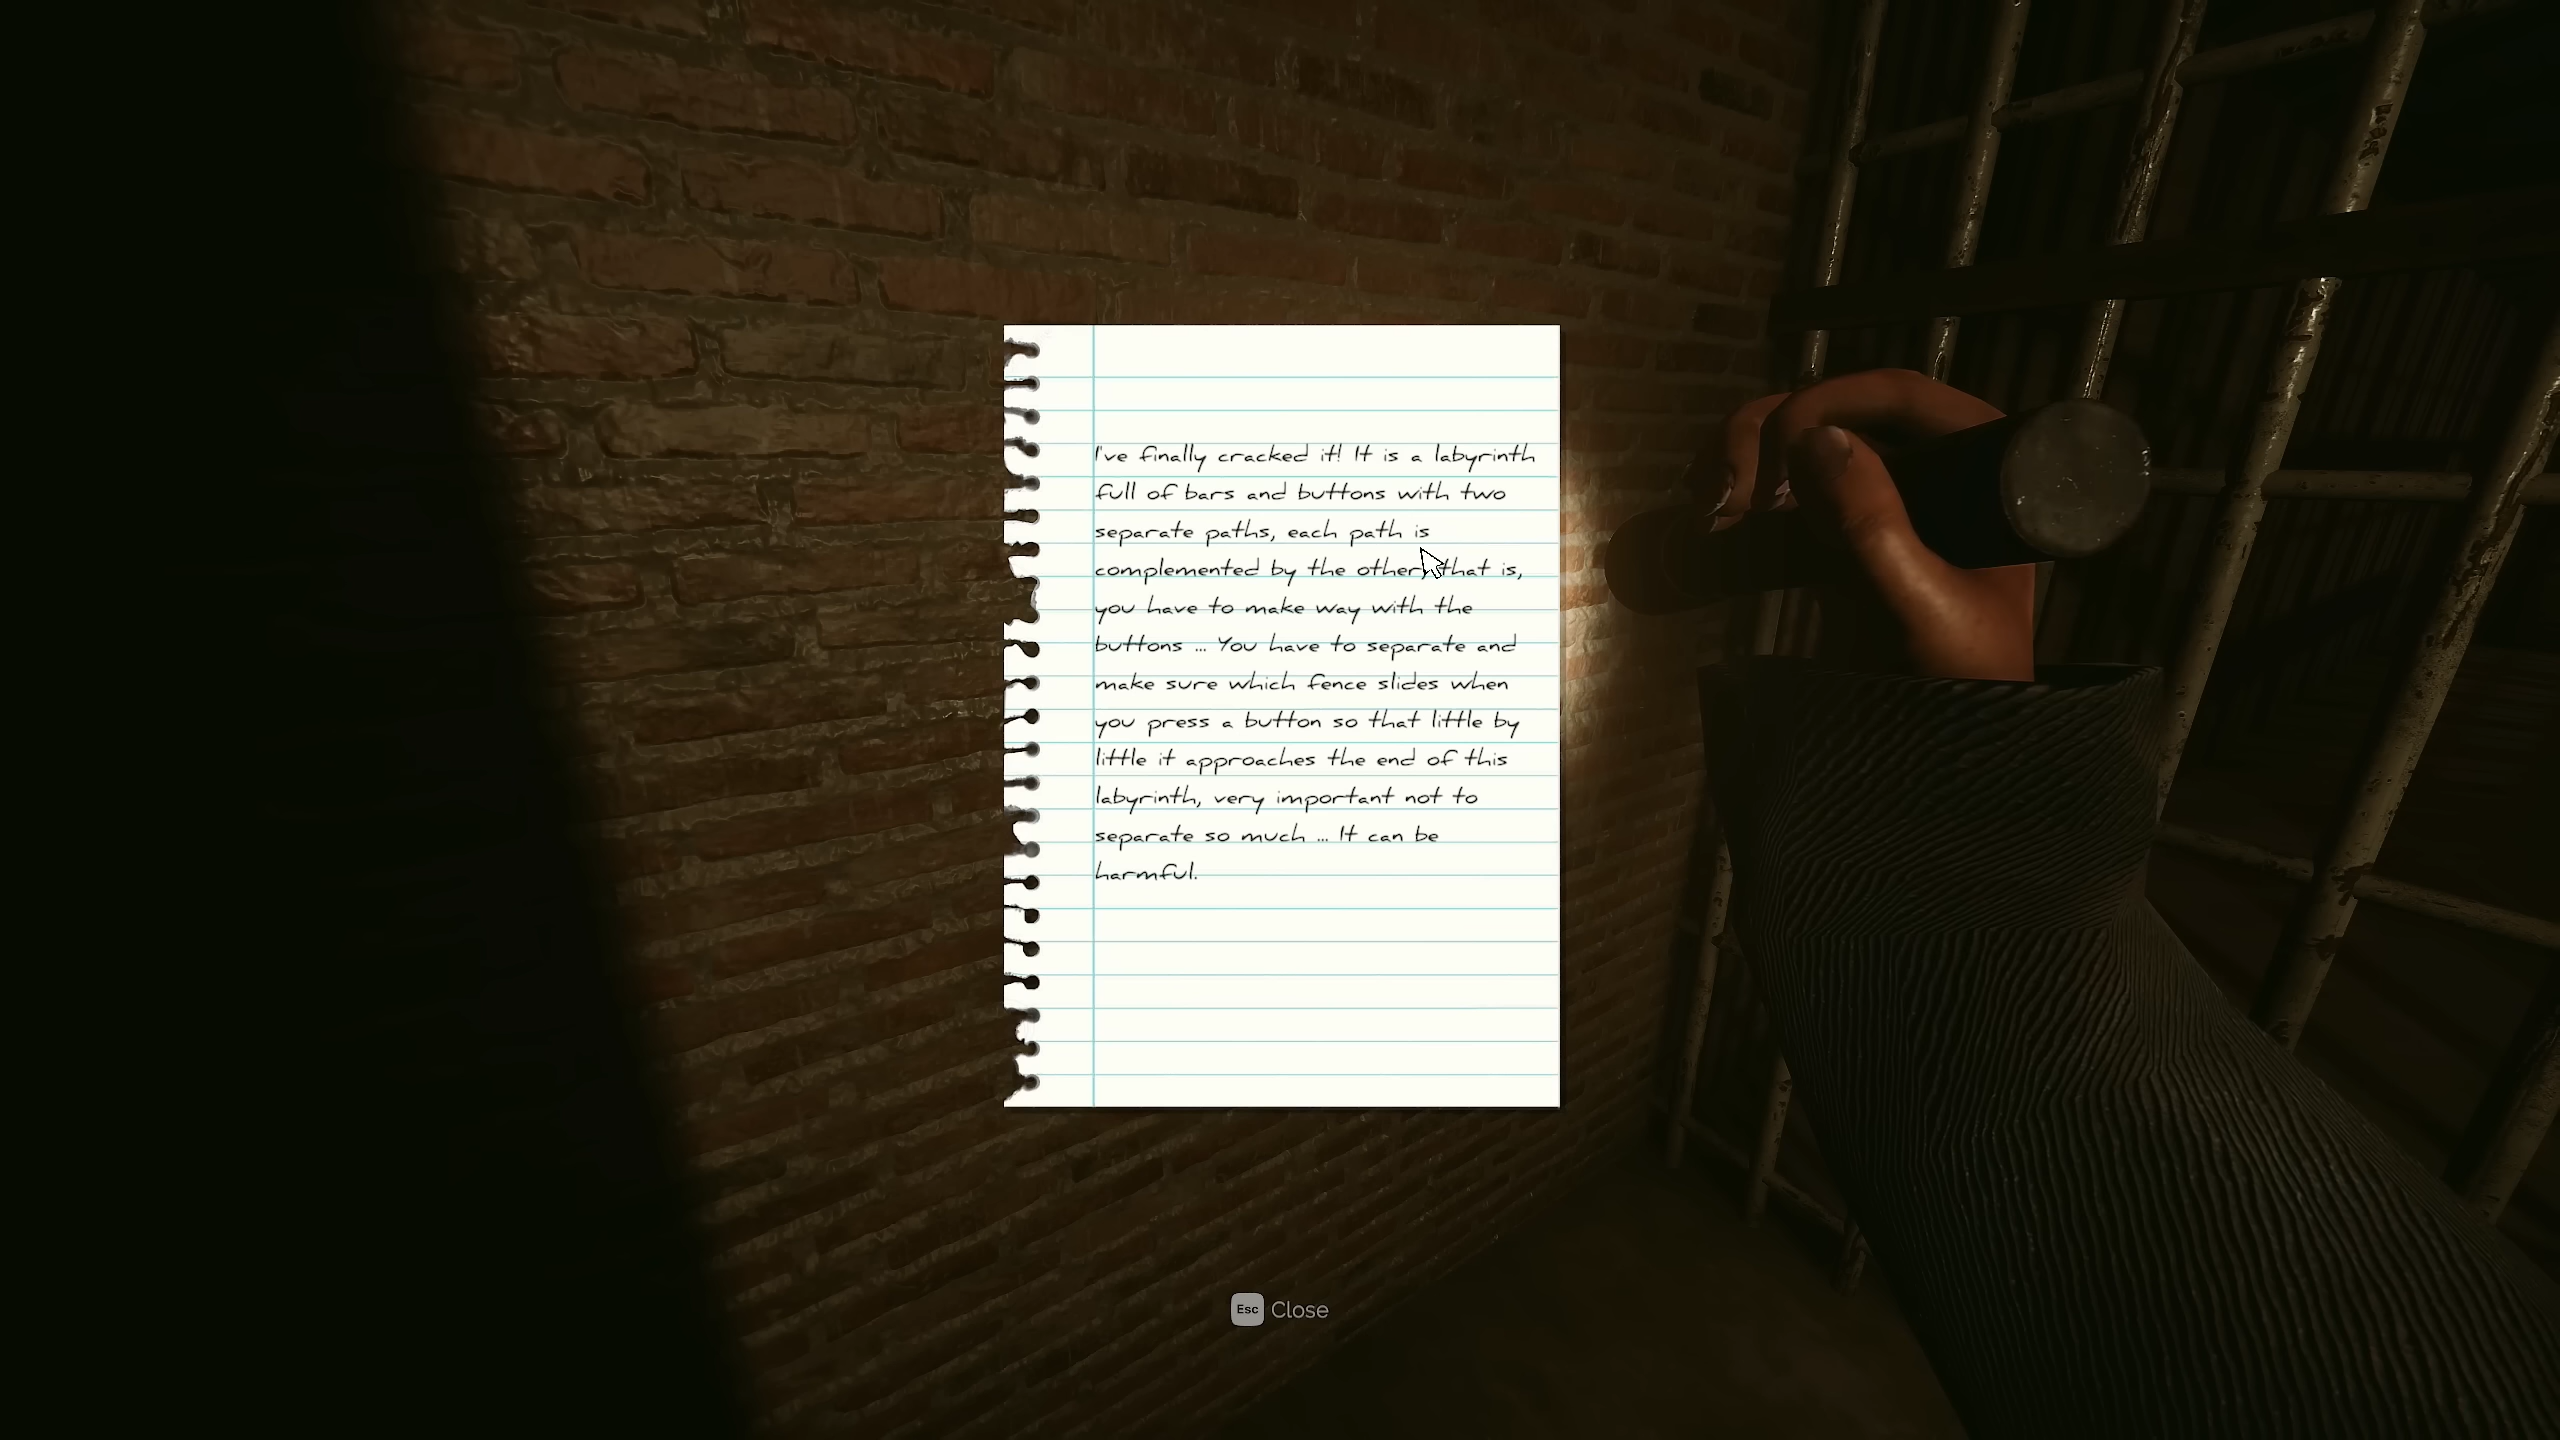 I've finally cracked it! It is a labyrinth
full of bars and buttons with two
separate paths, each path is
complemented by the other, that is,
you have to make way with the
buttons ... You have to separate and
make sure which fence slides when
you press a button so that little by
little it approaches the end of this
labyrinth, very important not to
separate so much ... It can be
harmful.
Esc Close